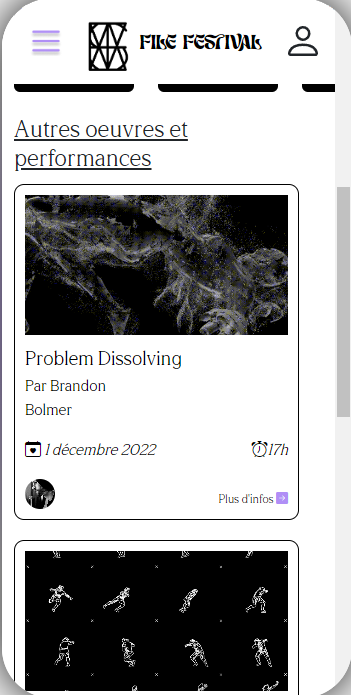 FILE FESTIVAL
Autres oeuvres et
performances
Problem Dissolving
Par Brandon
Bolmer
1 décembre 2022 17h
Plus d'infos